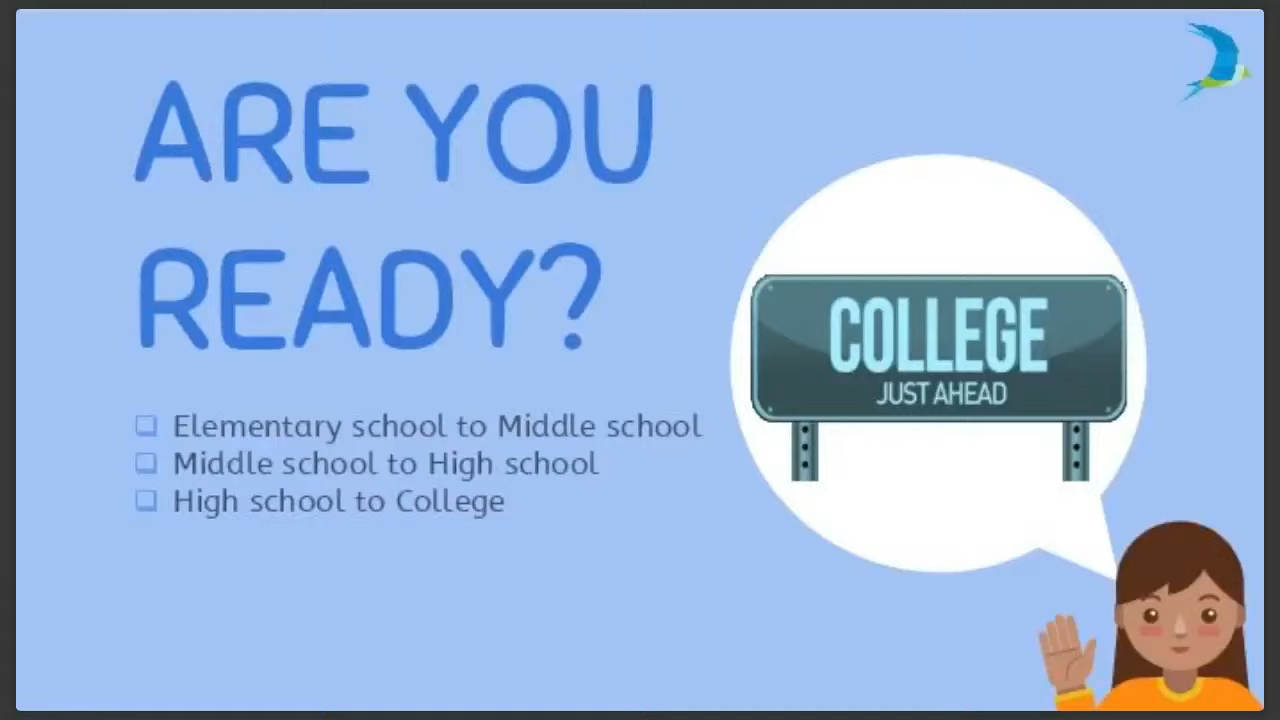 ARE YOU
READY?
Elementary school to Middle school
Middle school to High school
High school to College
COLLEGE
JUST AHEAD